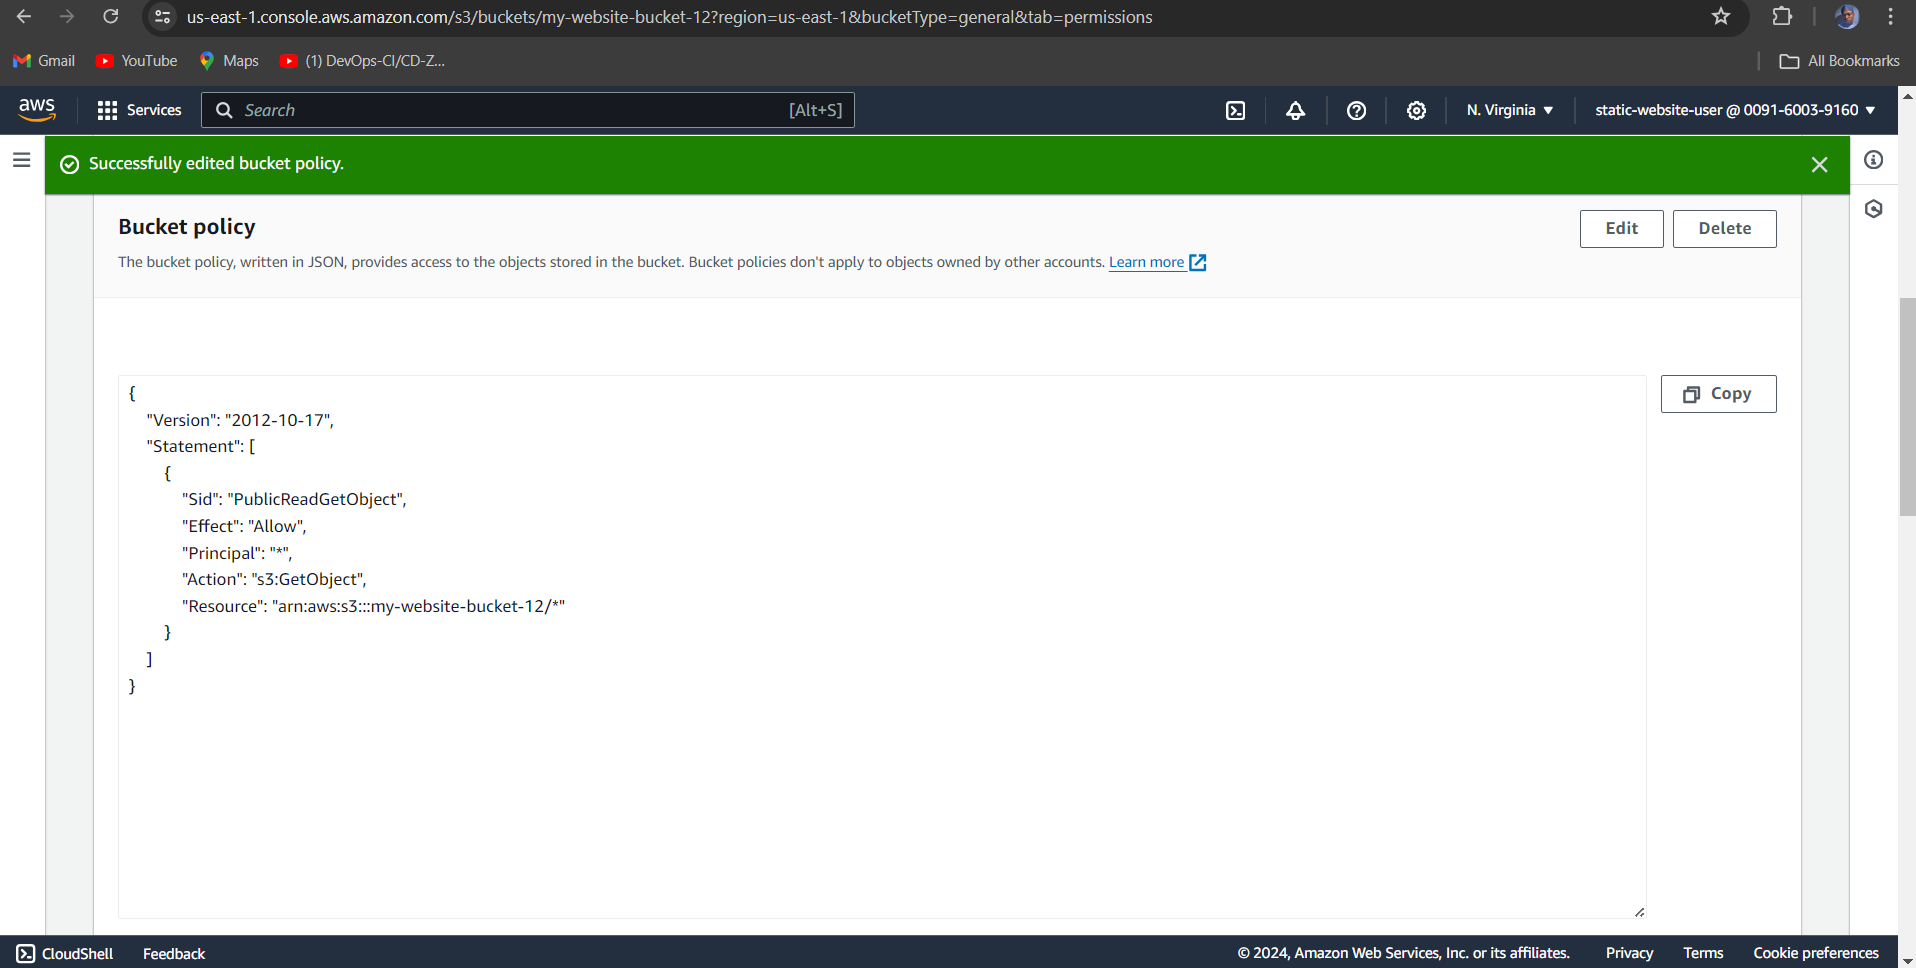 us-east-1.console.aws.amazon.com/s3/buckets/my-website-bucket-12?region=us-east-1&bucketType=general&tab=permissions
Gmail YouTube Maps (1) DevOps-CI/CD-Z... All Bookmarks
aws Services Search [Alt+S] N. Virginia static-website-user @ 0091-6003-9160
Successfully edited bucket policy.
Bucket policy
Edit Delete
The bucket policy, written in JSON, provides access to the objects stored in the bucket. Bucket policies don't apply to objects owned by other accounts. Learn more
Copy
{
"Version": "2012-10-17",
"Statement": [
{
"Sid": "PublicReadGetObject",
"Effect": "Allow",
"Principal": "*",
"Action": "s3:GetObject",
"Resource": "arn:aws:s3:::my-website-bucket-12/*"
}
]
}
CloudShell Feedback © 2024, Amazon Web Services, Inc. or its affiliates. Privacy Terms Cookie preferences